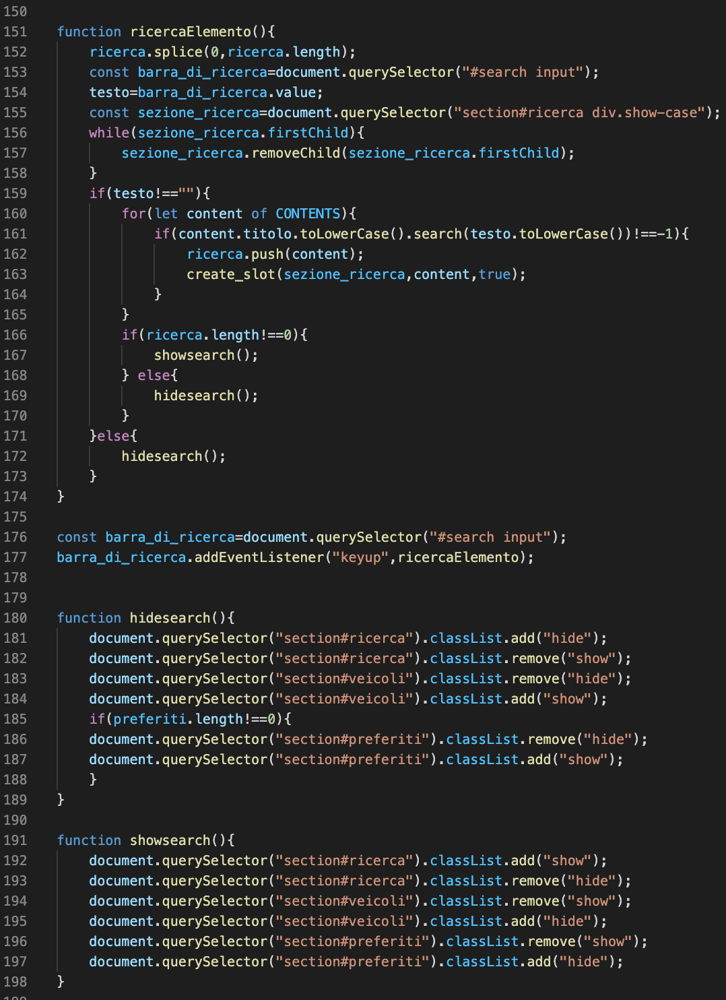 150
151 function ricercaElemento(){
152 ricerca.splice(0,ricerca.length);
153 const barra_di_ricerca=document.querySelector("#search input");
154 testo=barra_di_ricerca.value;
155 const sezione_ricerca=document.querySelector("section#ricerca div.show-case");
156 while(sezione_ricerca.firstChild){
157 sezione_ricerca.removeChild(sezione_ricerca.firstChild);
158 }
159 if(testo!==""){
160 for(let content of CONTENTS){
161 if(content.titolo.toLowerCase().search(testo.toLowerCase())!==-1){
162 ricerca.push(content);
163 create_slot(sezione_ricerca,content,true);
164 }
165 }
166 if(ricerca.length!==0){
167 showsearch();
168 } else{
169 hidesearch();
170 }
171 }else{
172 hidesearch();
173 }
174 }
175
176 const barra_di_ricerca=document.querySelector("#search input");
177 barra_di_ricerca.addEventListener("keyup",ricercaElemento);
178
179
180 function hidesearch(){
181 document.querySelector("section#ricerca").classList.add("hide");
182 document.querySelector("section#ricerca").classList.remove("show");
183 document.querySelector("section#veicoli").classList.remove("hide");
184 document.querySelector("section#veicoli").classList.add("show");
185 if(preferiti.length!==0){
186 document.querySelector("section#preferiti").classList.remove("hide");
187 document.querySelector("section#preferiti").classList.add("show");
188 }
189 }
190
191 function showsearch(){
192 document.querySelector("section#ricerca").classList.add("show");
193 document.querySelector("section#ricerca").classList.remove("hide");
194 document.querySelector("section#veicoli").classList.remove("show");
195 document.querySelector("section#veicoli").classList.add("hide");
196 document.querySelector("section#preferiti").classList.remove("show");
197 document.querySelector("section#preferiti").classList.add("hide");
198 }